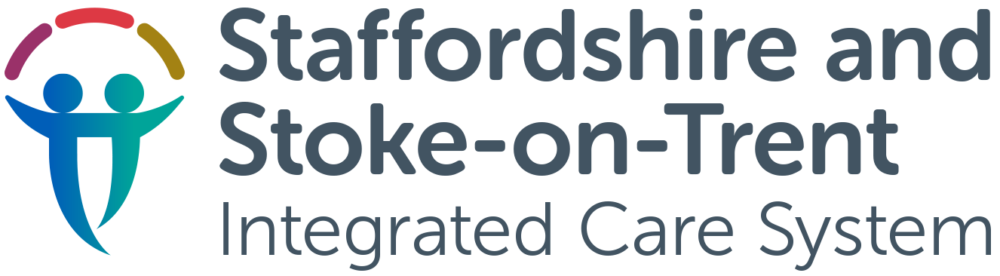 Staffordshire and
Stoke-on-Trent
Integrated Care System